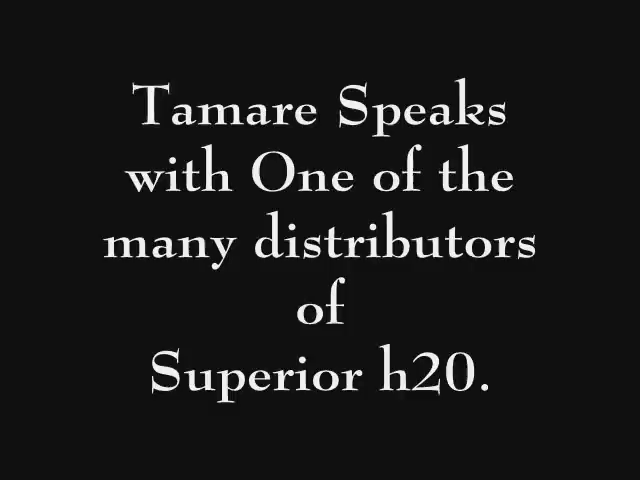 Tamare Speaks
with One of the
many distributors
of
Superior h20.